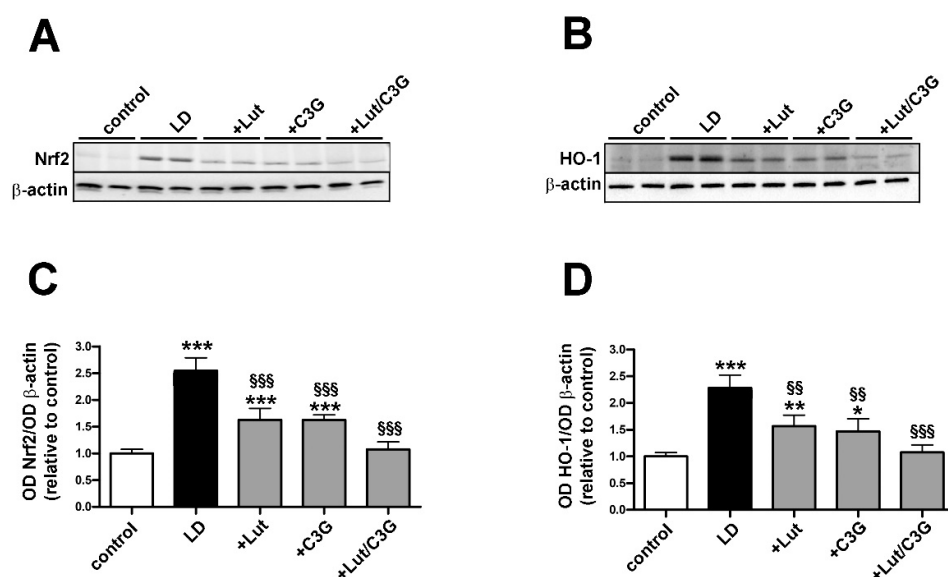 A
control LD +Lut +C3G +Lut/C3G
Nrf2
β-actin
B
control LD +Lut +C3G +Lut/C3G
HO-1
β-actin
C
OD Nrf2/OD β-actin
(relative to control)
3.0
2.5
2.0
1.5
1.0
0.5
0.0
***
§§§
***
§§§
***
§§§
control LD +Lut +C3G +Lut/C3G
D
OD HO-1/OD β-actin
(relative to control)
3.0
2.5
2.0
1.5
1.0
0.5
0.0
***
§§
**
§§
*
§§§
control LD +Lut +C3G +Lut/C3G